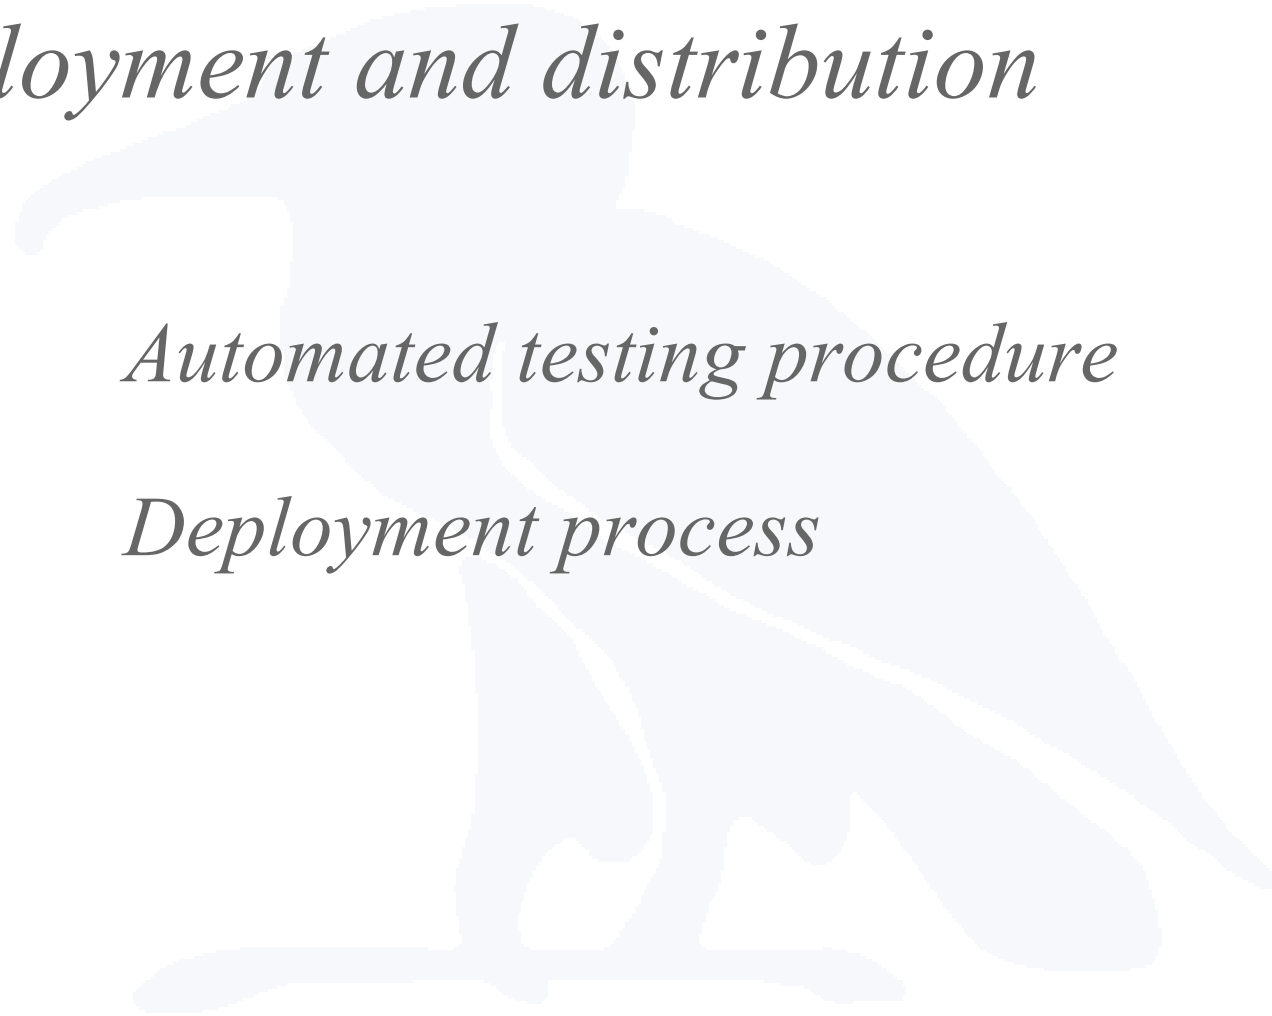 loyment and distribution
Automated testing procedure
Deployment process